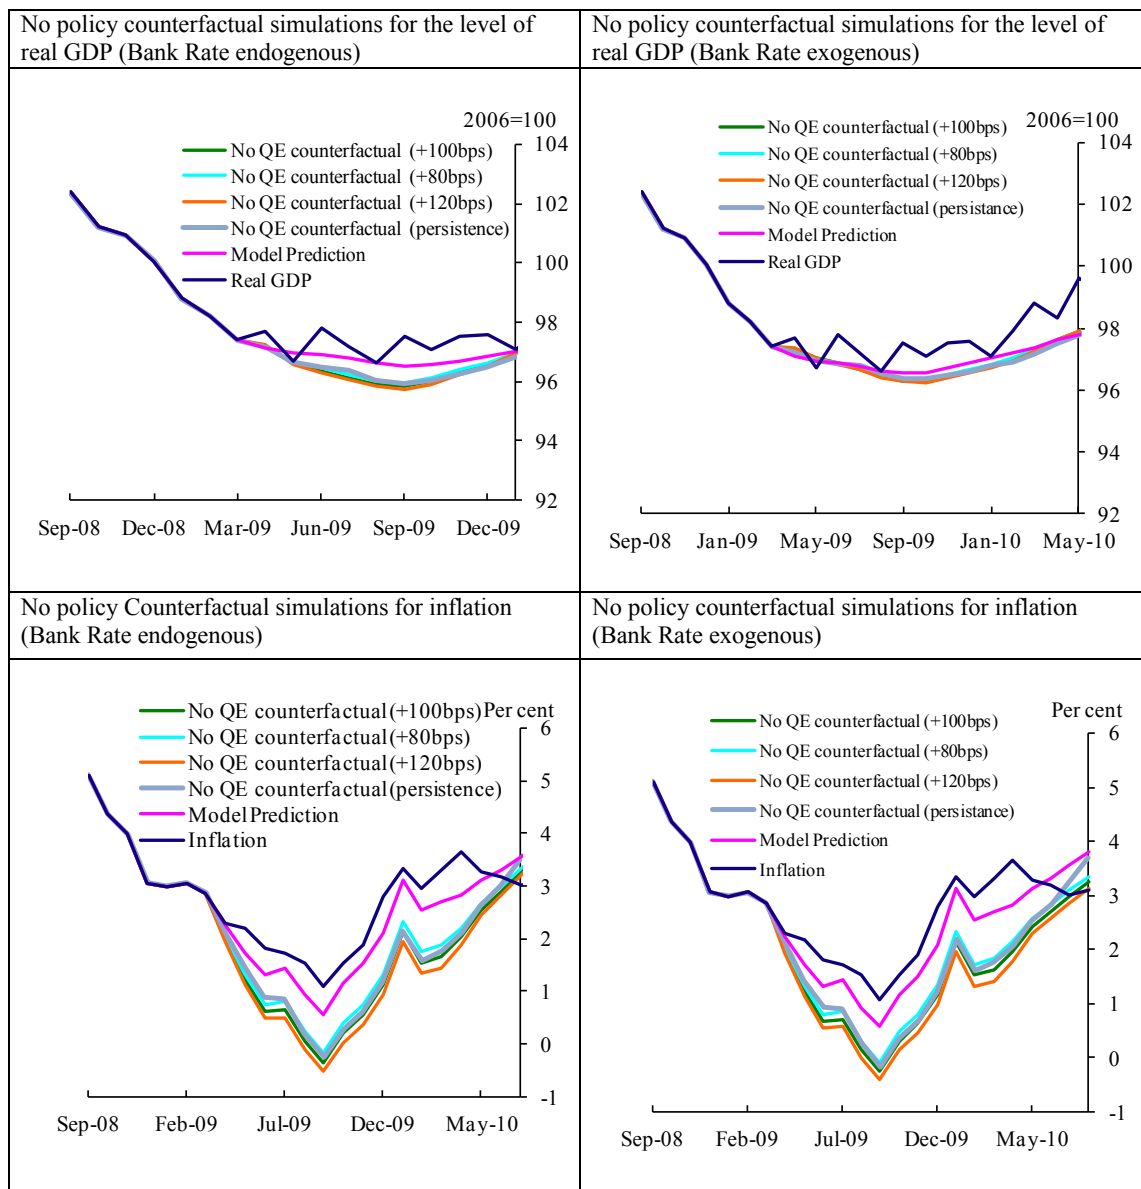 No policy counterfactual simulations for the level of
real GDP (Bank Rate endogenous)
No policy counterfactual simulations for the level of
real GDP (Bank Rate exogenous)
2006=100
No QE counterfactual (+100bps)
No QE counterfactual (+80bps)
No QE counterfactual (+120bps)
No QE counterfactual (persistence)
Model Prediction
Real GDP
104
102
100
98
96
94
92
Sep-08 Dec-08 Mar-09 Jun-09 Sep-09 Dec-09
2006=100
No QE counterfactual (+100bps)
No QE counterfactual (+80bps)
No QE counterfactual (+120bps)
No QE counterfactual (persistance)
Model Prediction
Real GDP
104
102
100
98
96
94
92
Sep-08 Jan-09 May-09 Sep-09 Jan-10 May-10
No policy Counterfactual simulations for inflation
(Bank Rate endogenous)
No policy counterfactual simulations for inflation
(Bank Rate exogenous)
No QE counterfactual (+100bps) Per cent
No QE counterfactual (+80bps)
No QE counterfactual (+120bps)
No QE counterfactual (persistence)
Model Prediction
Inflation
6
5
4
3
2
1
0
-1
Sep-08 Feb-09 Jul-09 Dec-09 May-10
Per cent
No QE counterfactual (+100bps)
No QE counterfactual (+80bps)
No QE counterfactual (+120bps)
No QE counterfactual (persistance)
Model Prediction
Inflation
6
5
4
3
2
1
0
-1
Sep-08 Feb-09 Jul-09 Dec-09 May-10